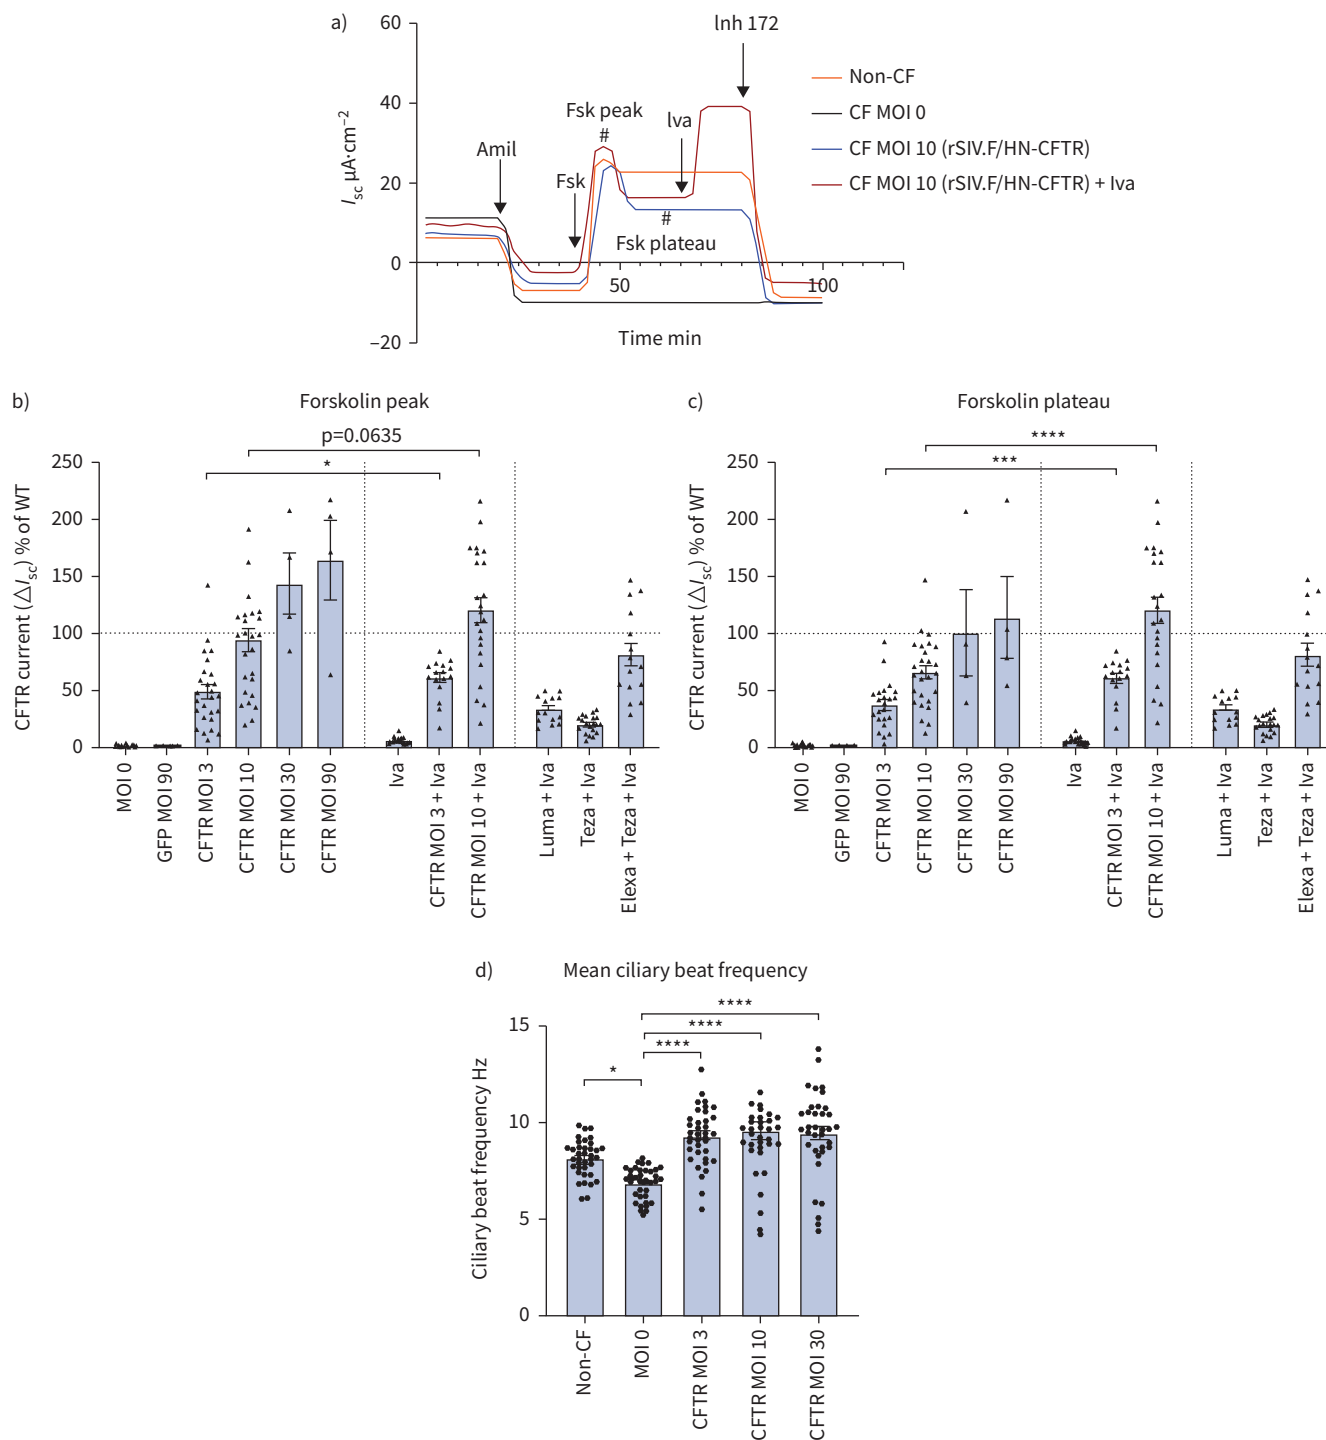 a)
60
40
20
0
–20
Isc µA·cm−2
Amil
Fsk
Fsk peak
#
Iva
Inh 172
#
Fsk plateau
50
100
Time min
Non-CF
CF MOI 0
CF MOI 10 (rSIV.F/HN-CFTR)
CF MOI 10 (rSIV.F/HN-CFTR) + Iva
b)
Forskolin peak
p=0.0635
*
CFTR current (△Isc) % of WT
250
200
150
100
50
0
MOI 0
GFP MOI 90
CFTR MOI 3
CFTR MOI 10
CFTR MOI 30
CFTR MOI 90
Iva
CFTR MOI 3 + Iva
CFTR MOI 10 + Iva
Luma + Iva
Teza + Iva
Elexa + Teza + Iva
c)
Forskolin plateau
****
***
CFTR current (△Isc) % of WT
250
200
150
100
50
0
MOI 0
GFP MOI 90
CFTR MOI 3
CFTR MOI 10
CFTR MOI 30
CFTR MOI 90
Iva
CFTR MOI 3 + Iva
CFTR MOI 10 + Iva
Luma + Iva
Teza + Iva
Elexa + Teza + Iva
d)
Mean ciliary beat frequency
****
****
****
*
Ciliary beat frequency Hz
15
10
5
0
Non-CF
MOI 0
CFTR MOI 3
CFTR MOI 10
CFTR MOI 30